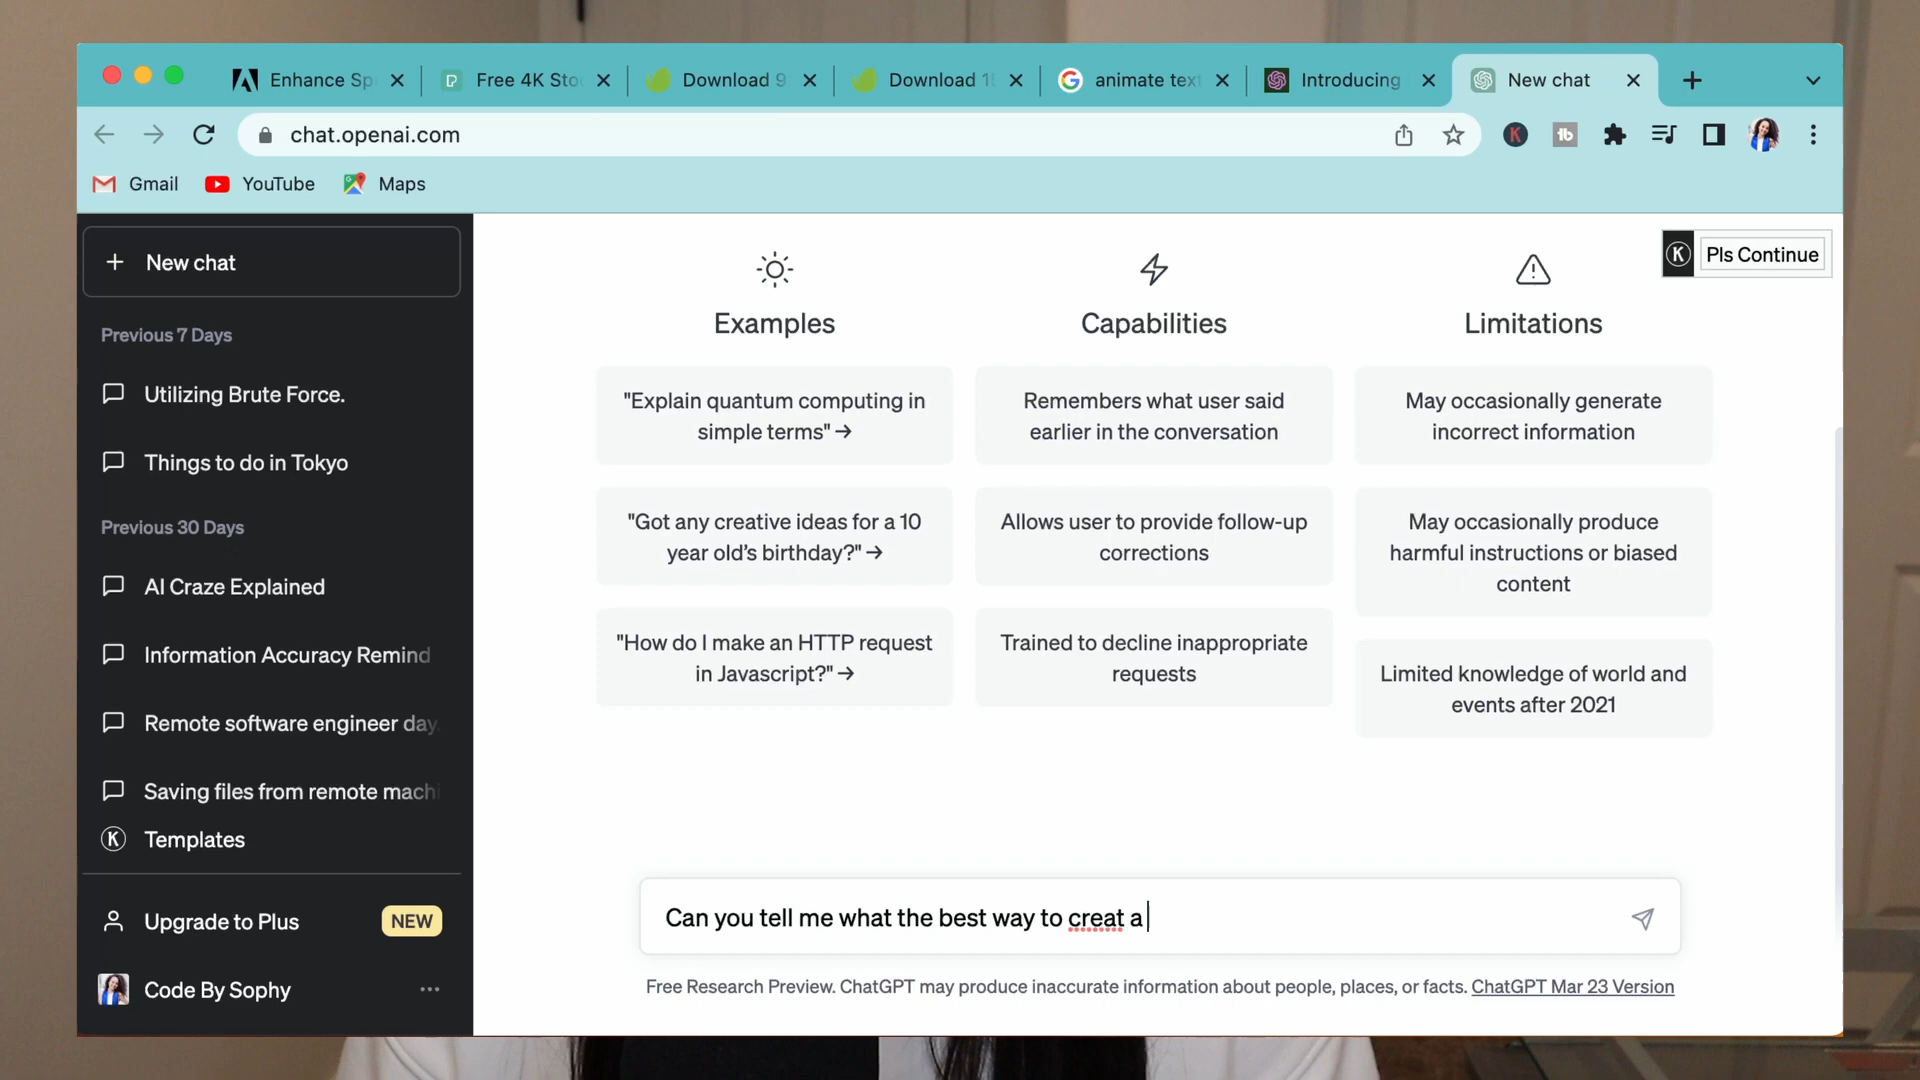 Enhance Sp
Free 4K Sto
Download 9
Download 15
animate tex
Introducing
New chat
chat.openai.com
K
tb
Gmail
YouTube
Maps
New chat
Previous 7 Days
Utilizing Brute Force.
Things to do in Tokyo
Previous 30 Days
AI Craze Explained
Information Accuracy Remind
Remote software engineer day.
Saving files from remote machi
K
Templates
Upgrade to Plus
NEW
Code By Sophy
K
Pls Continue
Examples
"Explain quantum computing in
simple terms" →
"Got any creative ideas for a 10
year old's birthday?" →
"How do I make an HTTP request
in Javascript?" →
Capabilities
Remembers what user said
earlier in the conversation
Allows user to provide follow-up
corrections
Trained to decline inappropriate
requests
Limitations
May occasionally generate
incorrect information
May occasionally produce
harmful instructions or biased
content
Limited knowledge of world and
events after 2021
Can you tell me what the best way to creat a
Free Research Preview. ChatGPT may produce inaccurate information about people, places, or facts. ChatGPT Mar 23 Version